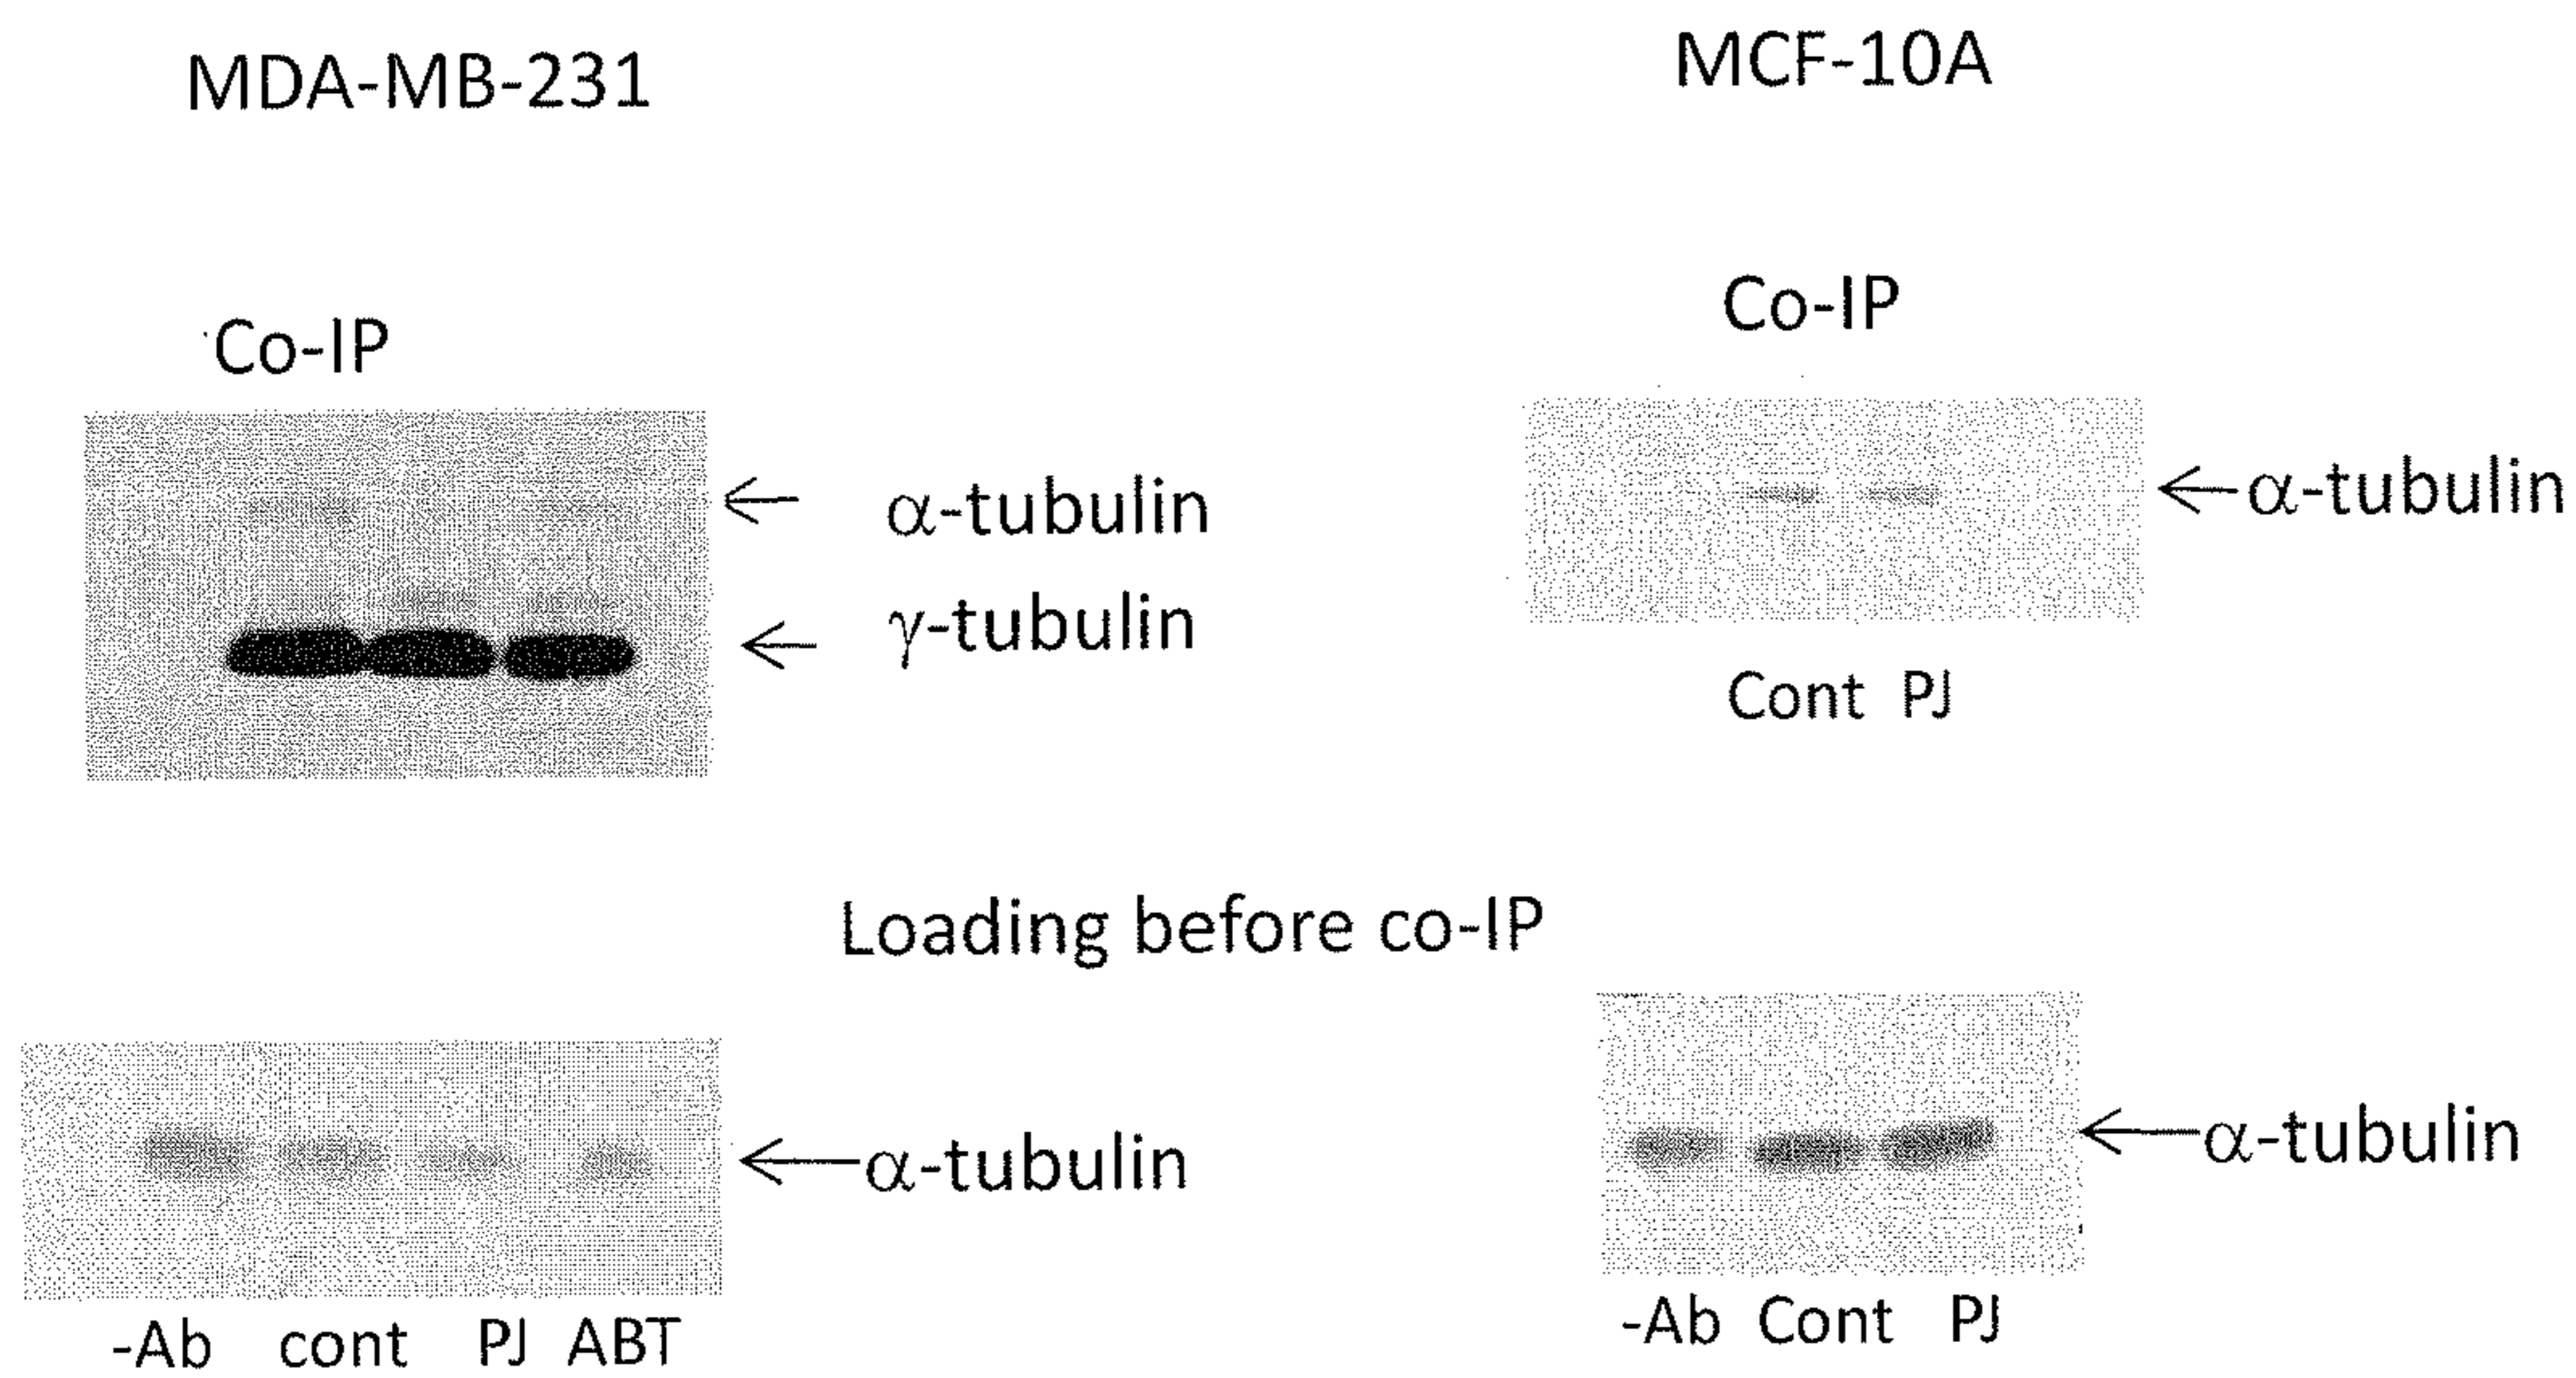 MDA-MB-231
MCF-10A
Co-IP
Co-IP
α-tubulin
α-tubulin
γ-tubulin
Cont PJ
Loading before co-IP
α-tubulin
α-tubulin
-Ab cont PJ ABT
-Ab Cont PJ